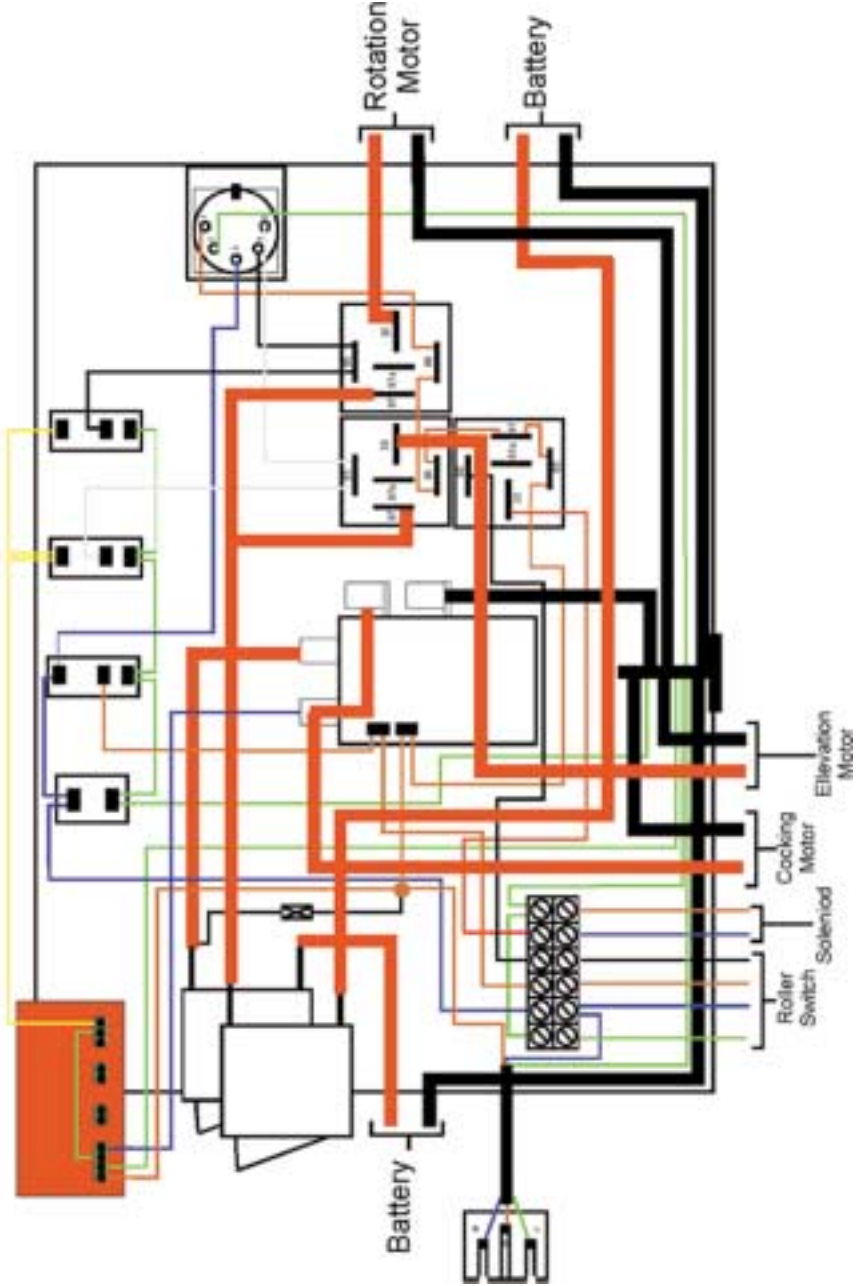 Rotation
Motor
Battery
Ellevation
Motor
Cocking
Motor
Soleniod
Roller
Switch
Battery